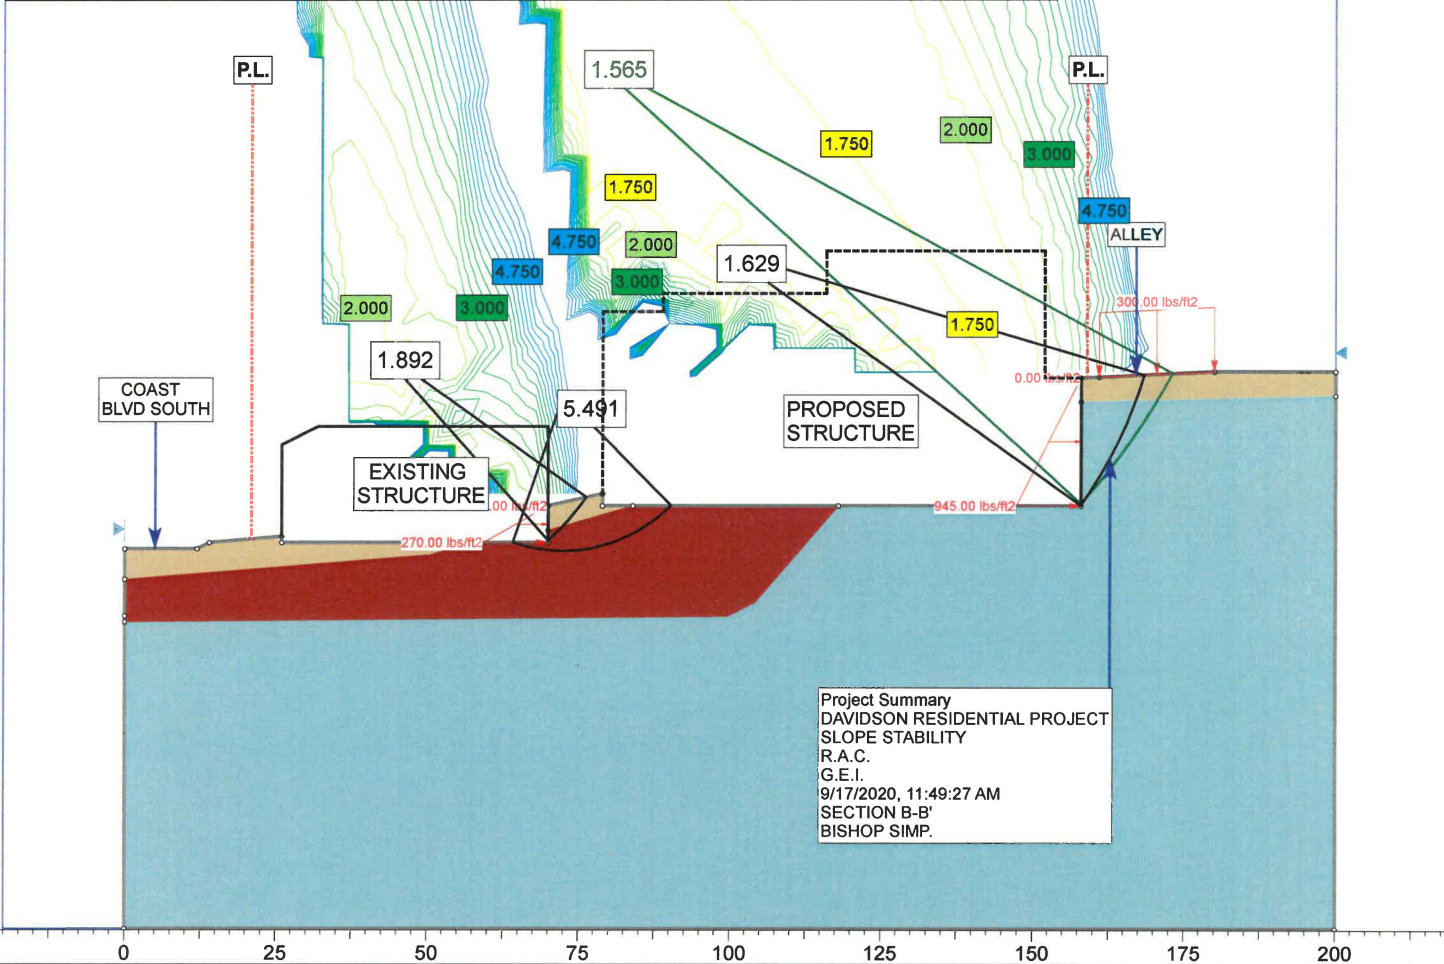 P.L.
1.565
P.L.
2.000
1.750
3.000
1.750
4.750
ALLEY
4.750
2.000
1.629
4.750
3.000
300.00 lbs/ft2
2.000
3.000
1.750
1.892
0.00 lbs/ft2
COAST
BLVD SOUTH
5.491
PROPOSED
STRUCTURE
EXISTING
STRUCTURE
.00 lbs/ft2
945.00 lbs/ft2
270.00 lbs/ft2
Project Summary
DAVIDSON RESIDENTIAL PROJECT
SLOPE STABILITY
R.A.C.
G.E.I.
9/17/2020, 11:49:27 AM
SECTION B-B'
BISHOP SIMP.
0 25 50 75 100 125 150 175 200